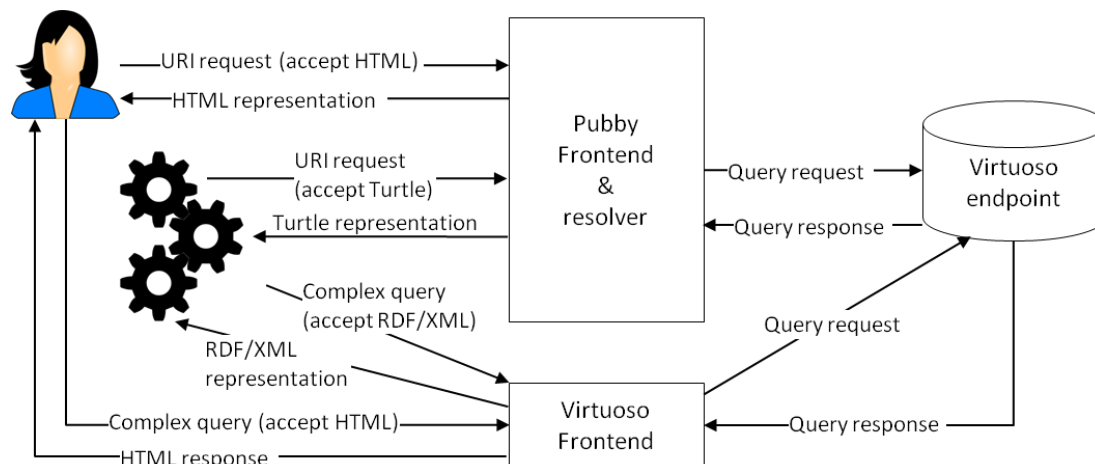 URI request (accept HTML)
HTML representation
URI request
(accept Turtle)
Turtle representation
Pubby
Frontend
&
resolver
Query request
Query response
Virtuoso
endpoint
Complex query
(accept RDF/XML)
RDF/XML
representation
Query request
Complex query (accept HTML)
HTML response
Virtuoso
Frontend
Query response